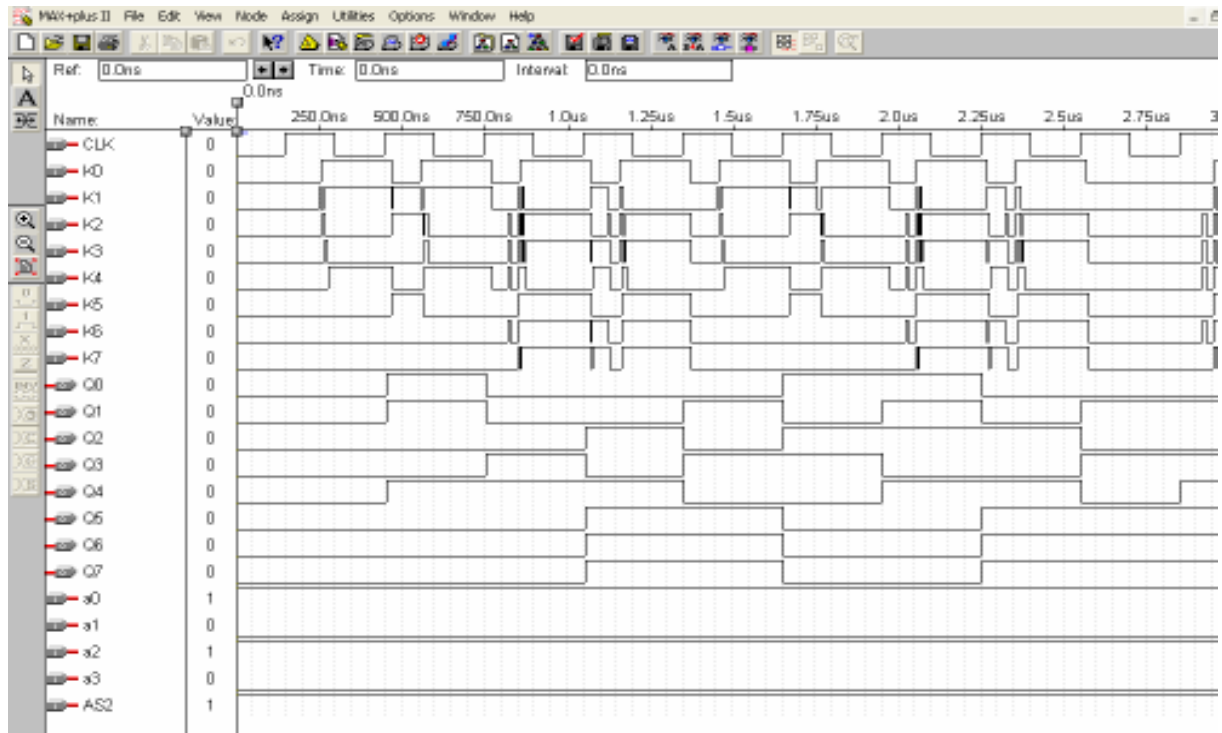 MAX+plus II File Edit View Node Assign Utilities Options Window Help
Ref: 0.0ns Time: 0.0ns Interval: 0.0ns
0.0ns
Name: Value: 250.0ns 500.0ns 750.0ns 1.0us 1.25us 1.5us 1.75us 2.0us 2.25us 2.5us 2.75us 3
CLK 0
K0 0
K1 0
K2 0
K3 0
K4 0
K5 0
K6 0
K7 0
Q0 0
Q1 0
Q2 0
Q3 0
Q4 0
Q5 0
Q6 0
Q7 0
a0 1
a1 0
a2 1
a3 0
AS2 1